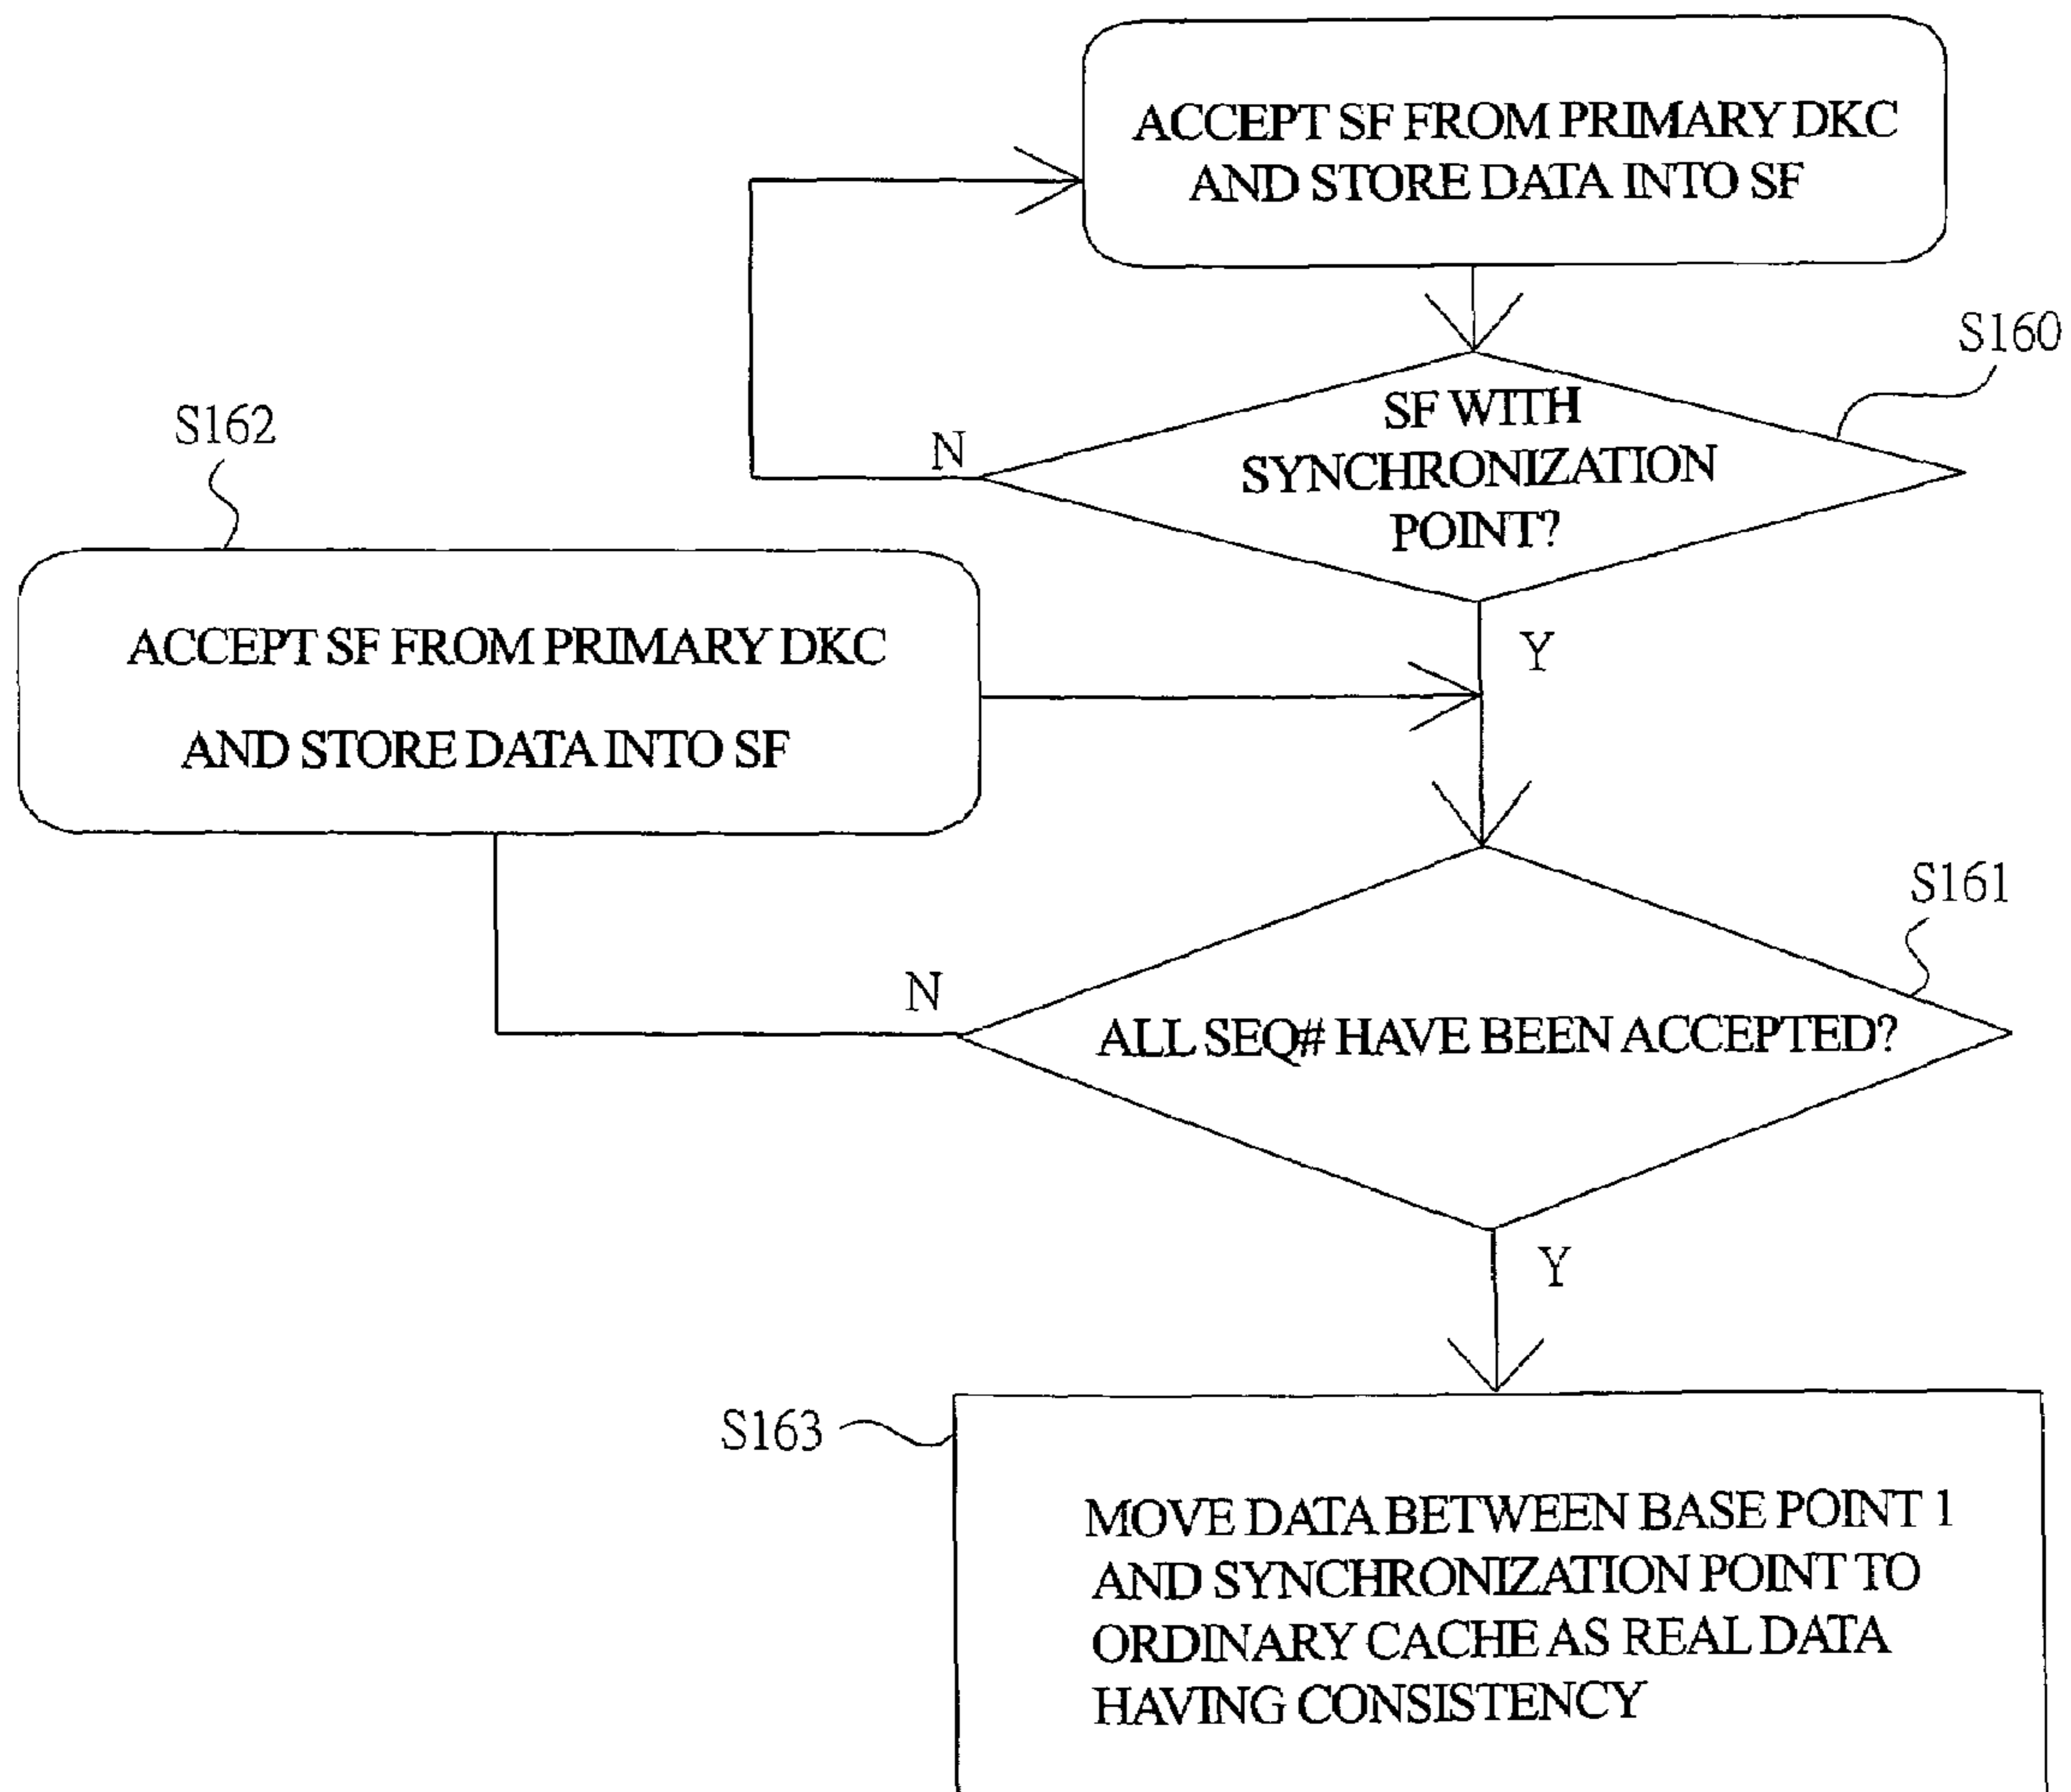 ACCEPT SF FROM PRIMARY DKC
AND STORE DATA INTO SF
S160
SF WITH
SYNCHRONIZATION
POINT?
N
Y
S162
ACCEPT SF FROM PRIMARY DKC
AND STORE DATA INTO SF
S161
ALL SEQ# HAVE BEEN ACCEPTED?
N
Y
S163
MOVE DATA BETWEEN BASE POINT 1
AND SYNCHRONIZATION POINT TO
ORDINARY CACHE AS REAL DATA
HAVING CONSISTENCY